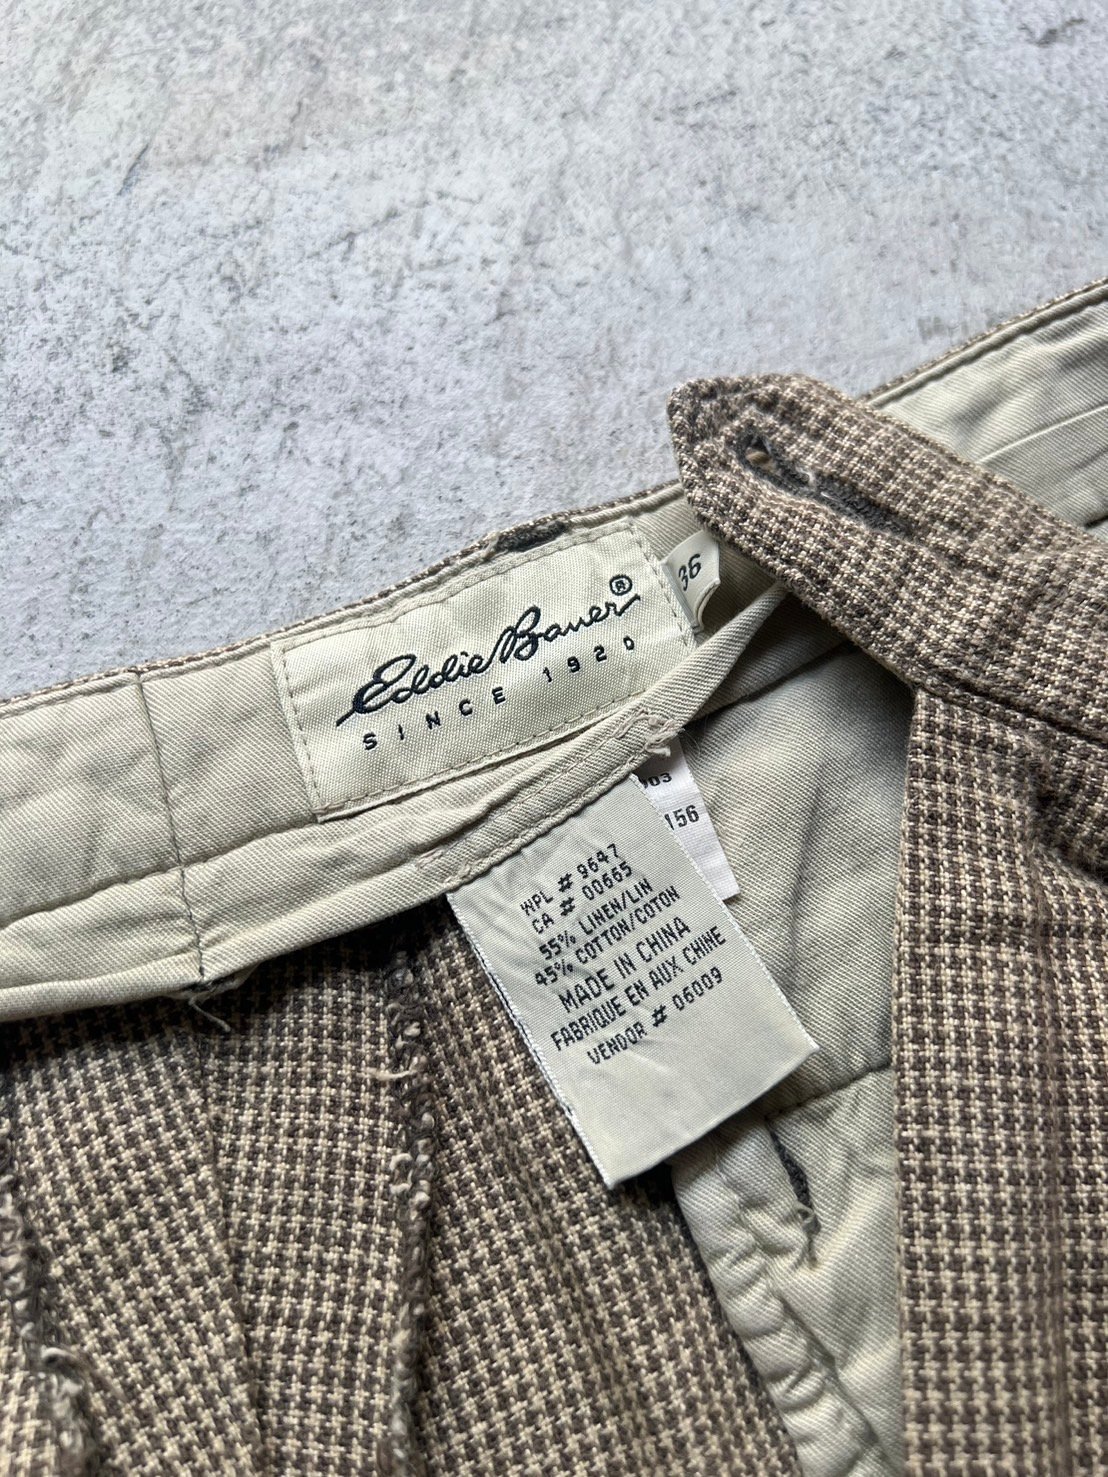 Eddie Bauer®
SINCE 1920
36
03
156
WPL # 9647
CA # 00665
55% LINEN/LIN
45% COTTON/COTON
MADE IN CHINA
FABRIQUE EN AUX CHINE
VENDOR # 06009